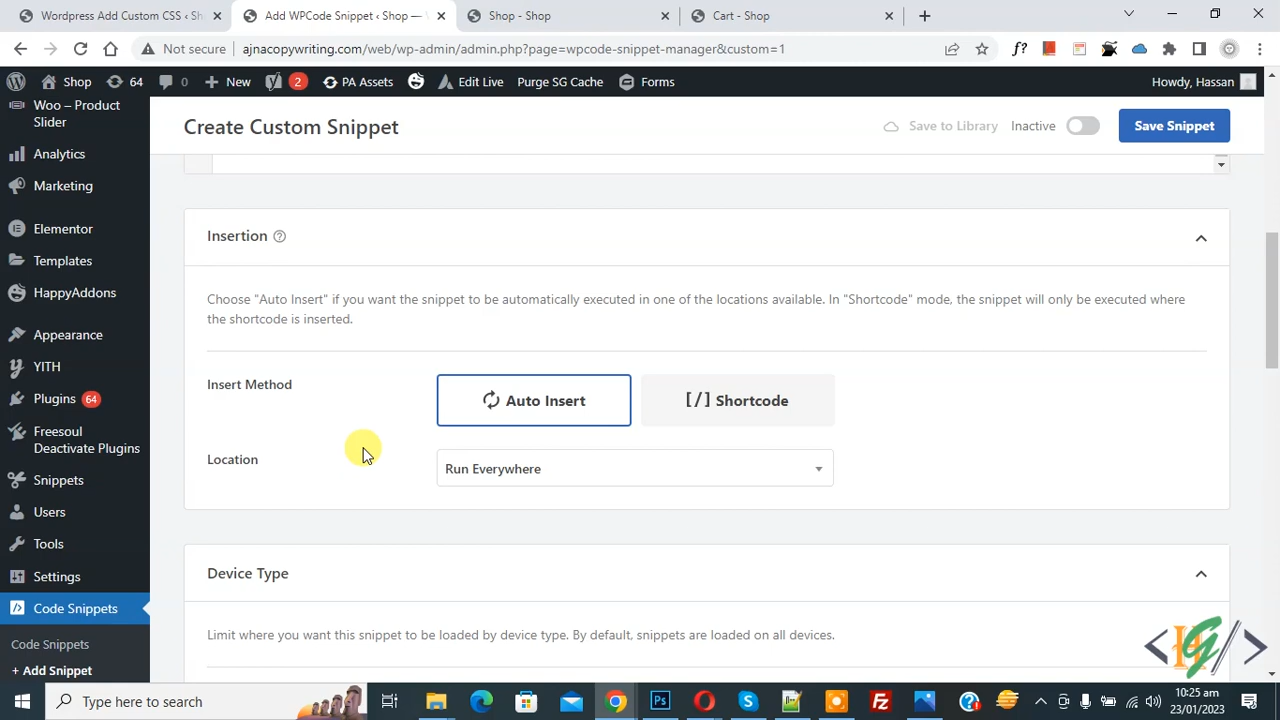 Wordpress Add Custom CSS ‹ Sh
Add WPCode Snippet ‹ Shop — W
Shop - Shop
Cart - Shop
Not secure
ajnacopywriting.com/web/wp-admin/admin.php?page=wpcode-snippet-manager&custom=1
f?
Shop
64
0
New
2
PA Assets
Edit Live
Purge SG Cache
Forms
Howdy, Hassan
Woo – Product
Slider
Analytics
Marketing
Elementor
Templates
HappyAddons
Appearance
YITH
Plugins 64
Freesoul
Deactivate Plugins
Snippets
Users
Tools
Settings
Code Snippets
Code Snippets
+ Add Snippet
Create Custom Snippet
Save to Library
Inactive
Save Snippet
Insertion
Choose "Auto Insert" if you want the snippet to be automatically executed in one of the locations available. In "Shortcode" mode, the snippet will only be executed where
the shortcode is inserted.
Insert Method
Auto Insert
[/] Shortcode
Location
Run Everywhere
Device Type
Limit where you want this snippet to be loaded by device type. By default, snippets are loaded on all devices.
Type here to search
10:25 am
23/01/2023